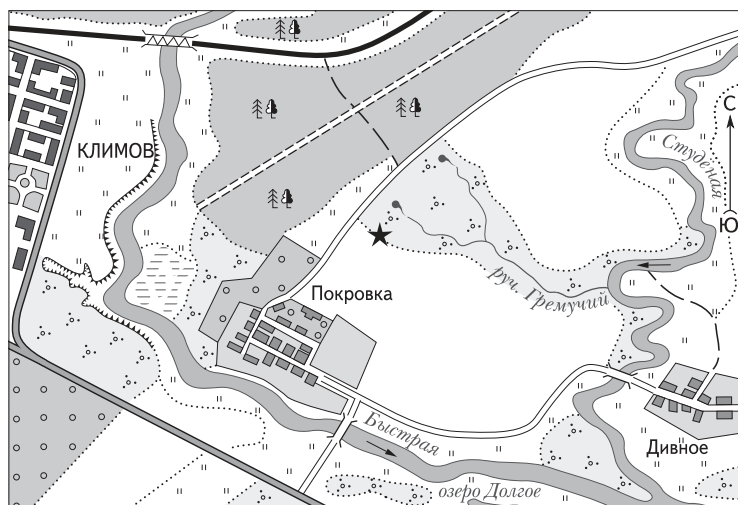 С
КЛИМОВ
Студеная
Ю
руч. Гремучий
Покровка
Быстрая
Дивное
озеро Долгое